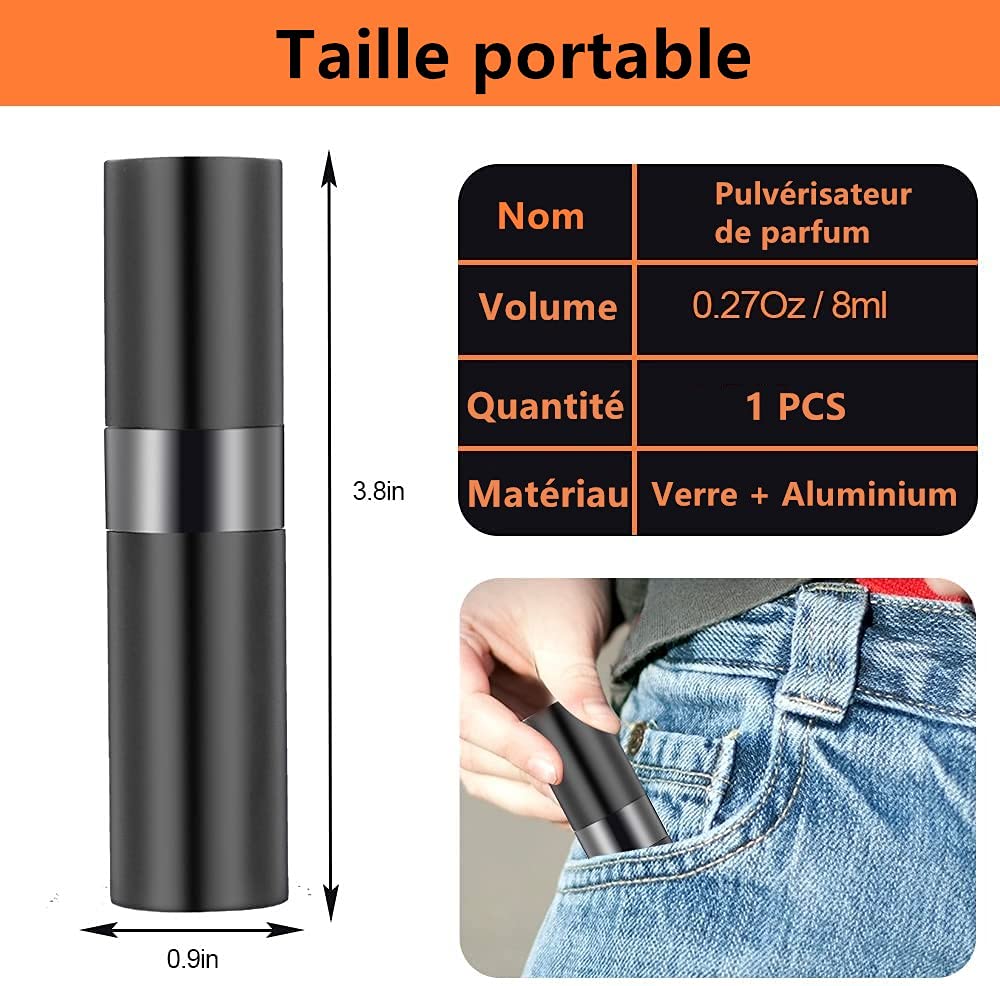 Taille portable
Nom
Pulvérisateur
de parfum
Volume
0.27Oz / 8ml
Quantité
1 PCS
Matériau
Verre + Aluminium
3.8in
0.9in